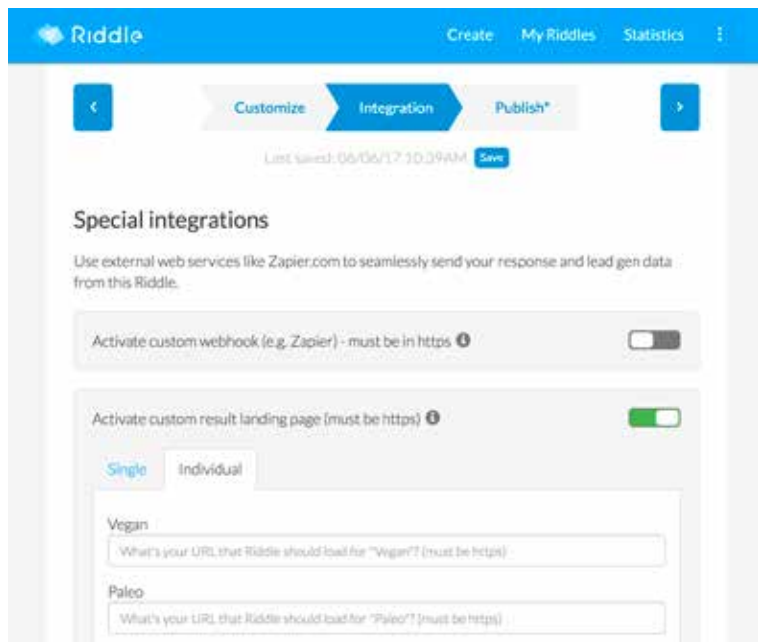 Riddle
Create My Riddles Statistics
Customize Integration Publish*
Last saved: 06/06/17 10:39AM Save
Special integrations
Use external web services like Zapier.com to seamlessly send your response and lead gen data
from this Riddle.
Activate custom webhook (e.g. Zapier) - must be in https
Activate custom result landing page (must be https)
Single Individual
Vegan
What's your URL that Riddle should load for "Vegan"? (must be https)
Paleo
What's your URL that Riddle should load for "Paleo"? (must be https)